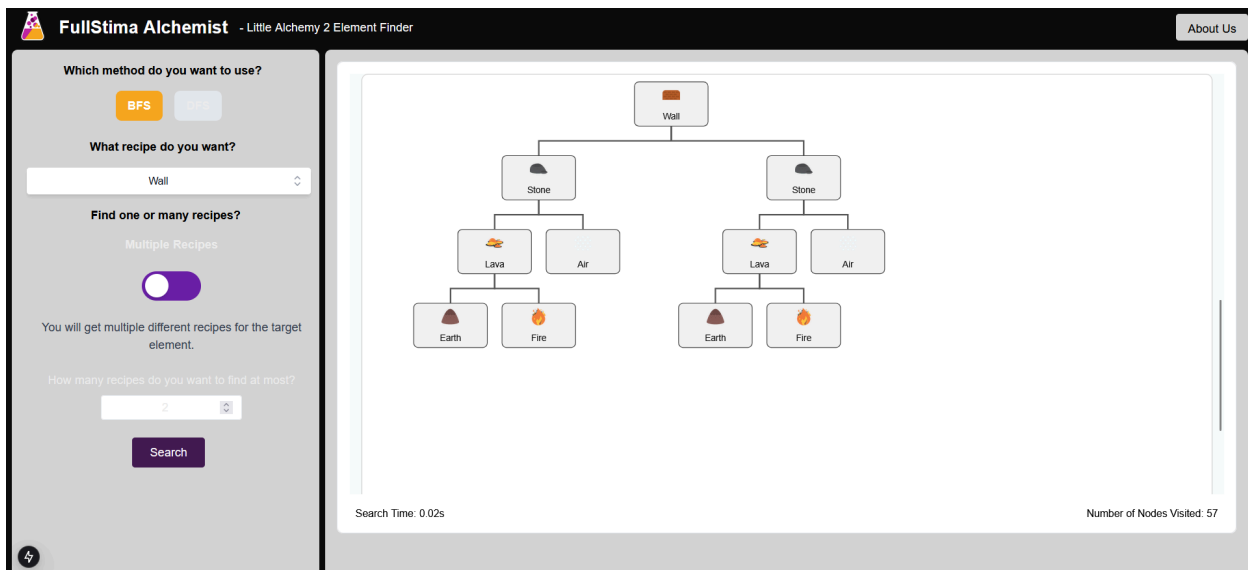 FullStima Alchemist - Little Alchemy 2 Element Finder
About Us
Which method do you want to use?
BFS DFS
What recipe do you want?
Wall
Find one or many recipes?
Multiple Recipes
You will get multiple different recipes for the target
element.
How many recipes do you want to find at most?
2
Search
Wall
Stone Stone
Lava Air Lava Air
Earth Fire Earth Fire
Search Time: 0.02s
Number of Nodes Visited: 57